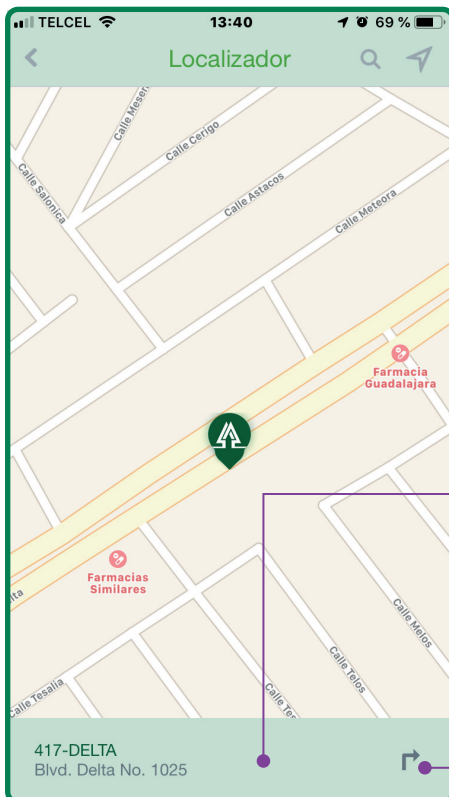 TELCEL 13:40 69 %
Localizador
Calle Cerigo
Calle Salonica
Calle Astacos
Calle Meteora
Farmacia
Guadalajara
Farmacias
Similares
Calle Melos
Calle Telos
Calle Tesalia
417-DELTA
Blvd. Delta No. 1025